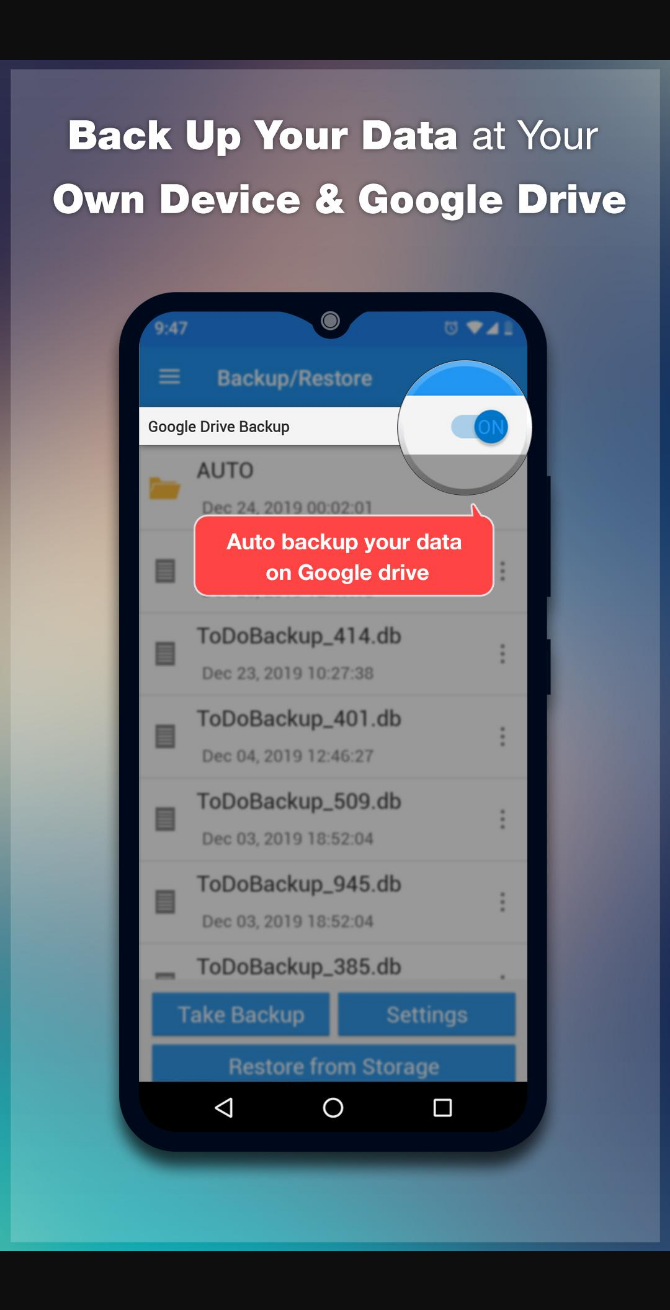 Back Up Your Data at Your
Own Device & Google Drive
9:47
Backup/Restore
Google Drive Backup
ON
AUTO
Dec 24, 2019 00:02:01
Auto backup your data
on Google drive
ToDoBackup_414.db
Dec 23, 2019 10:27:38
ToDoBackup_401.db
Dec 04, 2019 12:46:27
ToDoBackup_509.db
Dec 03, 2019 18:52:04
ToDoBackup_945.db
Dec 03, 2019 18:52:04
ToDoBackup_385.db
Take Backup
Settings
Restore from Storage